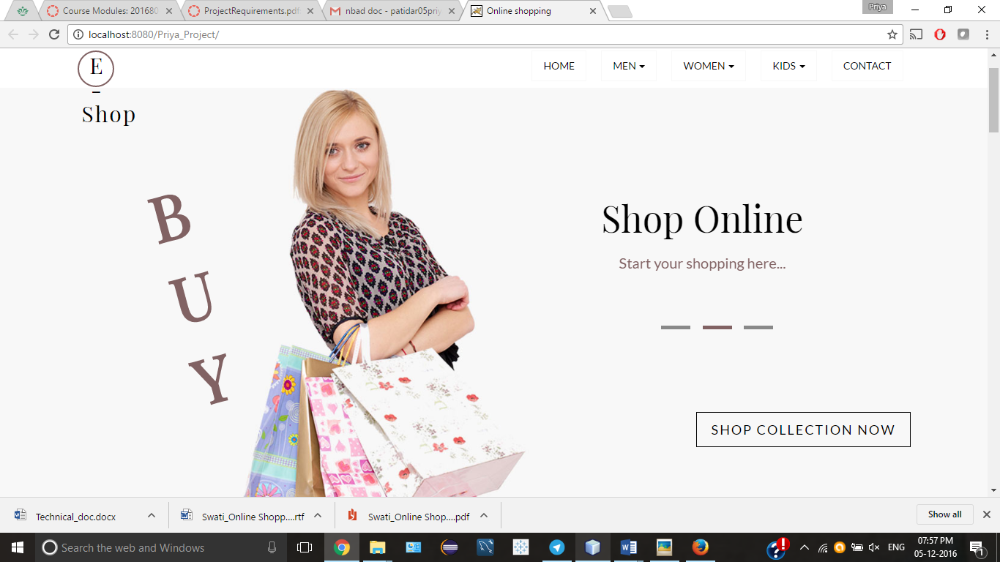 Course Modules: 201680
ProjectRequirements.pdf
nbad doc - patidar05priy
Online shopping
Priya
localhost:8080/Priya_Project/
E
-
Shop
HOME
MEN
WOMEN
KIDS
CONTACT
B
U
Y
Shop Online
Start your shopping here...
SHOP COLLECTION NOW
Technical_doc.docx
Swati_Online Shopp....rtf
Swati_Online Shop....pdf
Show all
Search the web and Windows
ENG
07:57 PM
05-12-2016
1